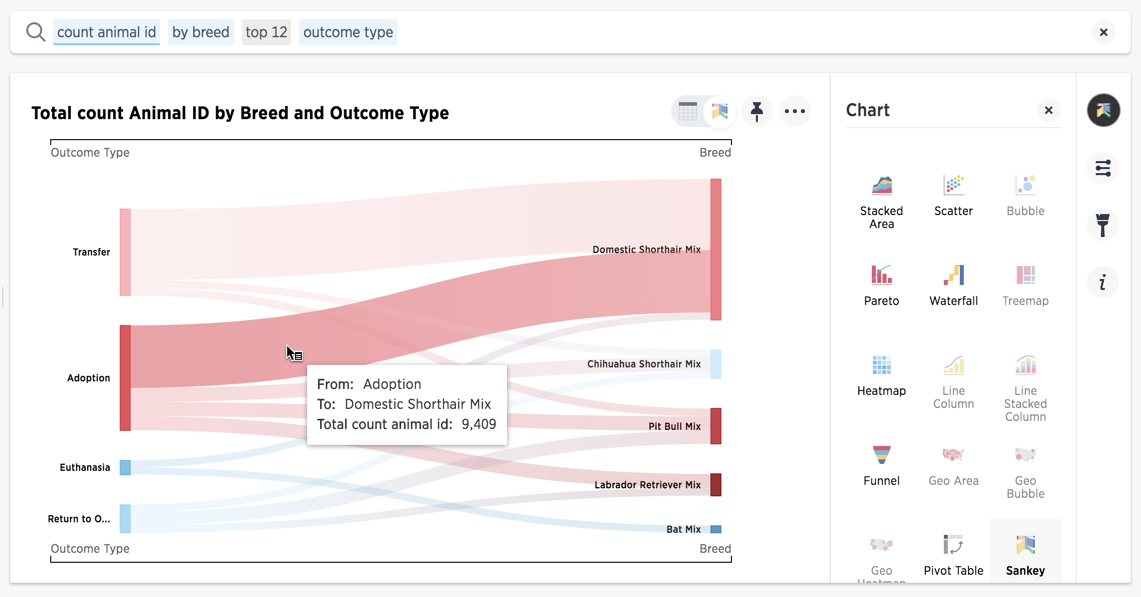 count animal id by breed top 12 outcome type
Total count Animal ID by Breed and Outcome Type
Outcome Type Breed
Transfer
Adoption
Euthanasia
Return to O...
Domestic Shorthair Mix
Chihuahua Shorthair Mix
Pit Bull Mix
Labrador Retriever Mix
Bat Mix
From: Adoption
To: Domestic Shorthair Mix
Total count animal id: 9,409
Outcome Type Breed
Chart
Stacked
Area
Scatter
Bubble
Pareto
Waterfall
Treemap
Heatmap
Line
Column
Line
Stacked
Column
Funnel
Geo Area
Geo
Bubble
Geo
Heatmap
Pivot Table
Sankey